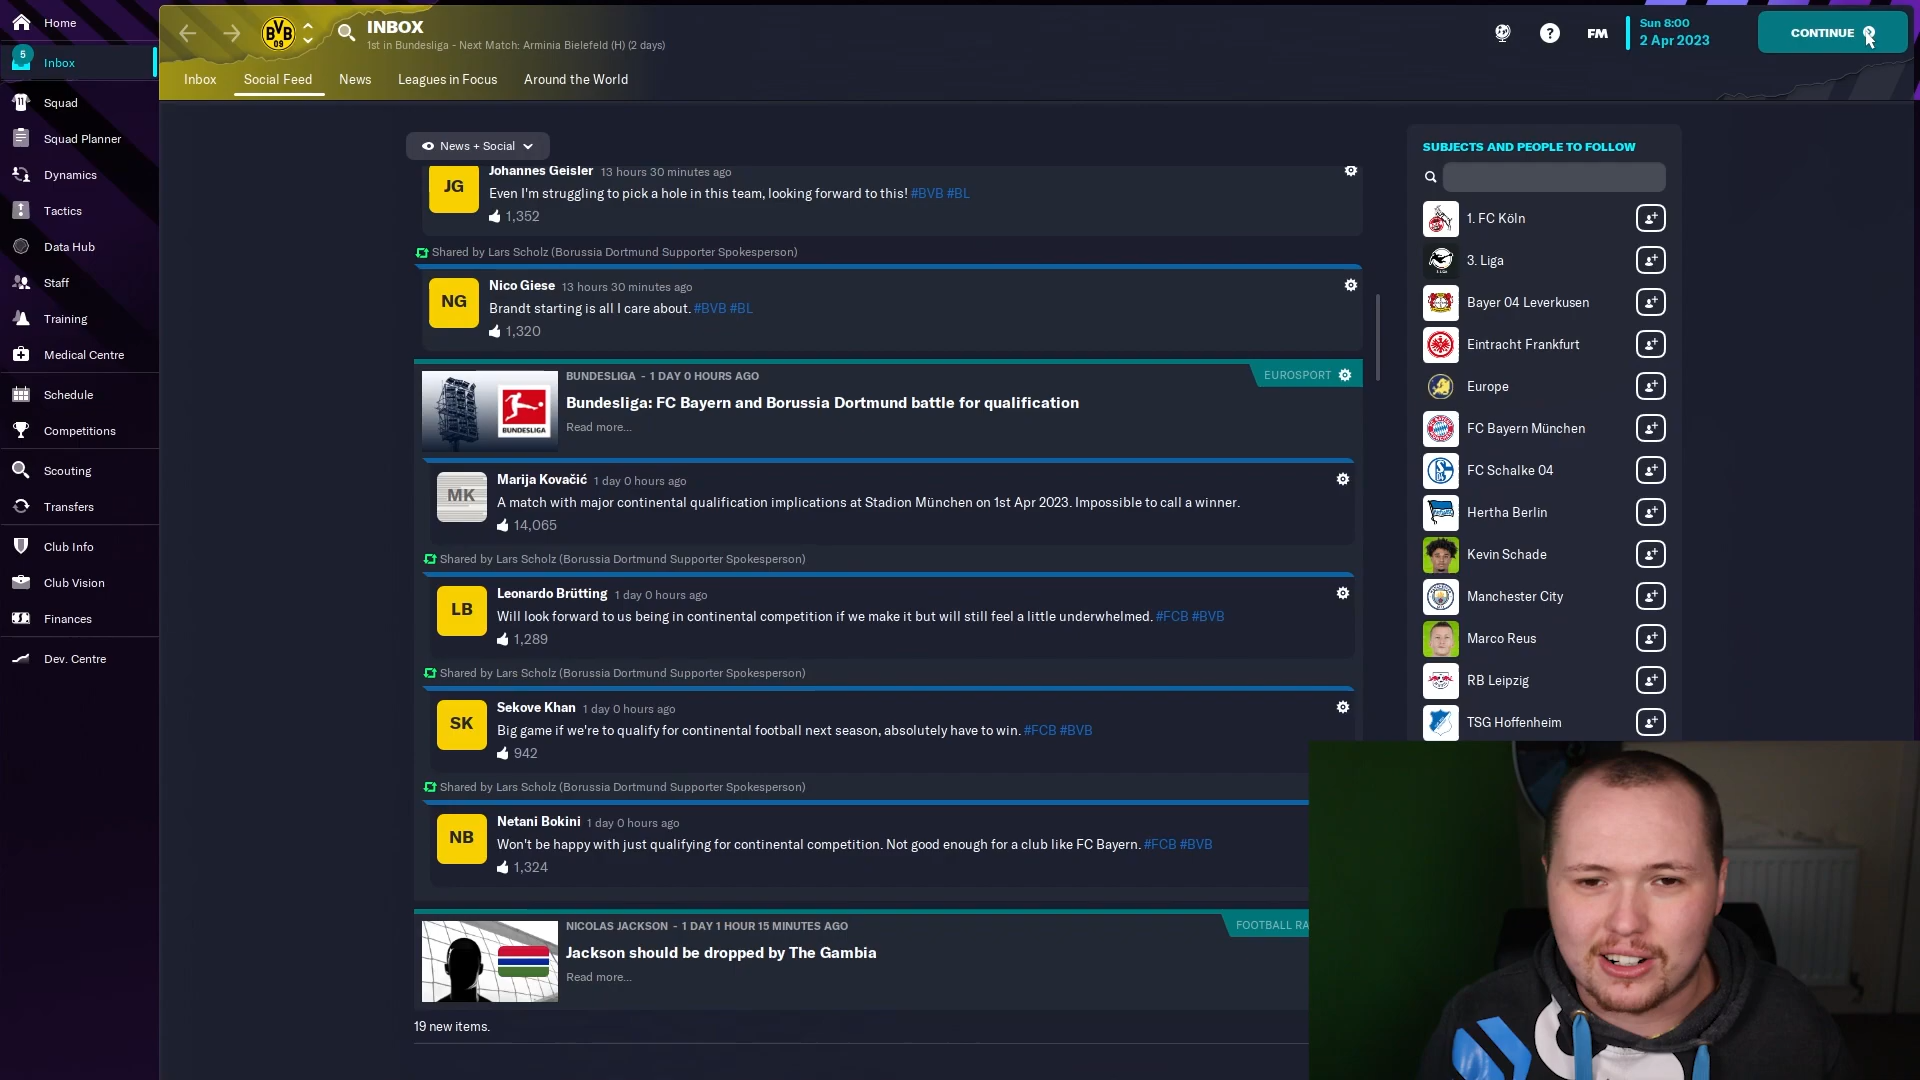 Home
5
Inbox
11
Squad
Squad Planner
Dynamics
Tactics
Data Hub
Staff
Training
Medical Centre
Schedule
Competitions
Scouting
Transfers
Club Info
Club Vision
Finances
Dev. Centre
BVB
09
INBOX
1st in Bundesliga - Next Match: Arminia Bielefeld (H) (2 days)
?
FM
Sun 8:00
2 Apr 2023
CONTINUE
Inbox
Social Feed
News
Leagues in Focus
Around the World
News + Social
JG
Johannes Geisler 13 hours 30 minutes ago
Even I'm struggling to pick a hole in this team, looking forward to this! #BVB #BL
1,352
Shared by Lars Scholz (Borussia Dortmund Supporter Spokesperson)
NG
Nico Giese 13 hours 30 minutes ago
Brandt starting is all I care about. #BVB #BL
1,320
BUNDESLIGA
BUNDESLIGA - 1 DAY 0 HOURS AGO
EUROSPORT
Bundesliga: FC Bayern and Borussia Dortmund battle for qualification
Read more...
MK
Marija Kovačić 1 day 0 hours ago
A match with major continental qualification implications at Stadion München on 1st Apr 2023. Impossible to call a winner.
14,065
Shared by Lars Scholz (Borussia Dortmund Supporter Spokesperson)
LB
Leonardo Brütting 1 day 0 hours ago
Will look forward to us being in continental competition if we make it but will still feel a little underwhelmed. #FCB #BVB
1,289
Shared by Lars Scholz (Borussia Dortmund Supporter Spokesperson)
SK
Sekove Khan 1 day 0 hours ago
Big game if we're to qualify for continental football next season, absolutely have to win. #FCB #BVB
942
Shared by Lars Scholz (Borussia Dortmund Supporter Spokesperson)
NB
Netani Bokini 1 day 0 hours ago
Won't be happy with just qualifying for continental competition. Not good enough for a club like FC Bayern. #FCB #BVB
1,324
NICOLAS JACKSON - 1 DAY 1 HOUR 15 MINUTES AGO
FOOTBALL RA
Jackson should be dropped by The Gambia
Read more...
19 new items.
SUBJECTS AND PEOPLE TO FOLLOW
1. FC Köln
3. Liga
Bayer 04 Leverkusen
Eintracht Frankfurt
Europe
FC Bayern München
FC Schalke 04
Hertha Berlin
Kevin Schade
Manchester City
Marco Reus
RB Leipzig
TSG Hoffenheim